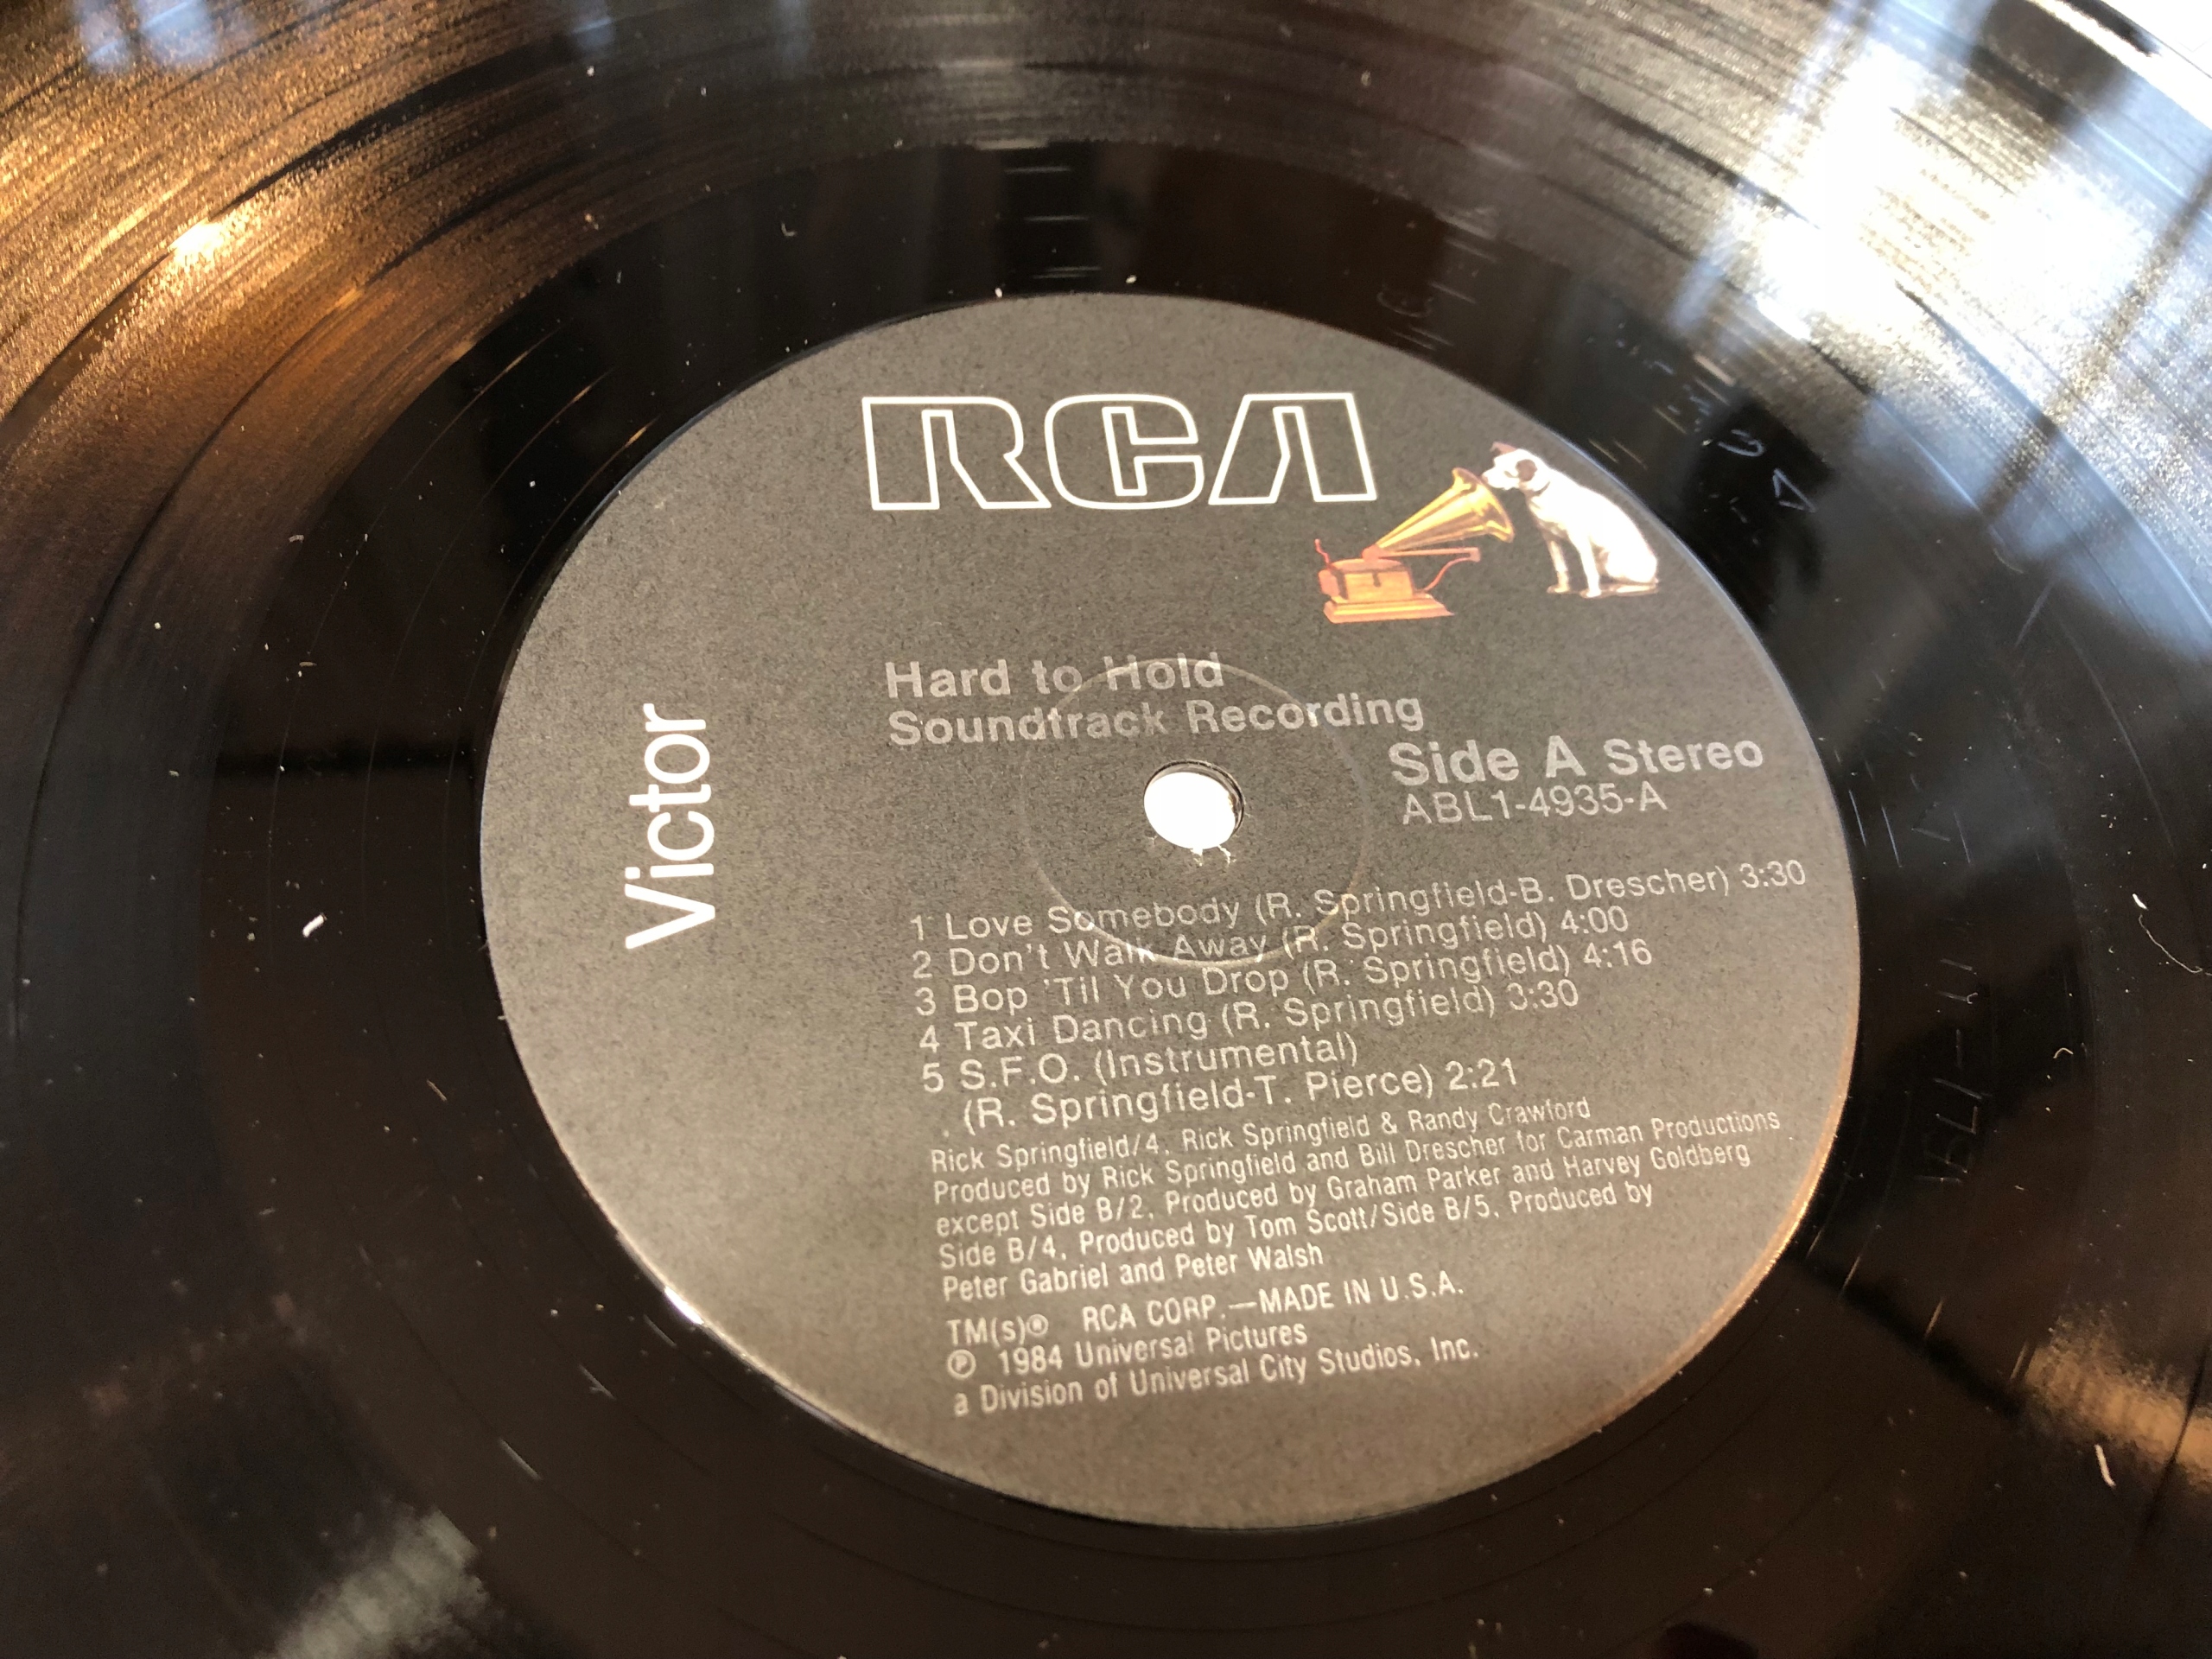 RCA
Victor
Hard to Hold
Soundtrack Recording
Side A Stereo
ABL1-4935-A
1 Love Somebody (R. Springfield-B. Drescher) 3:30
2 Don't Walk Away (R. Springfield) 4:00
3 Bop 'Til You Drop (R. Springfield) 4:16
4 Taxi Dancing (R. Springfield) 3:30
5 S.F.O. (Instrumental)
(R. Springfield-T. Pierce) 2:21
Rick Springfield/4, Rick Springfield & Randy Crawford
Produced by Rick Springfield and Bill Drescher for Carman Productions
except Side B/2, Produced by Graham Parker and Harvey Goldberg
Side B/4, Produced by Tom Scott/Side B/5, Produced by
Peter Gabriel and Peter Walsh
TM(s)® RCA CORP.—MADE IN U.S.A.
℗ 1984 Universal Pictures
a Division of Universal City Studios, Inc.